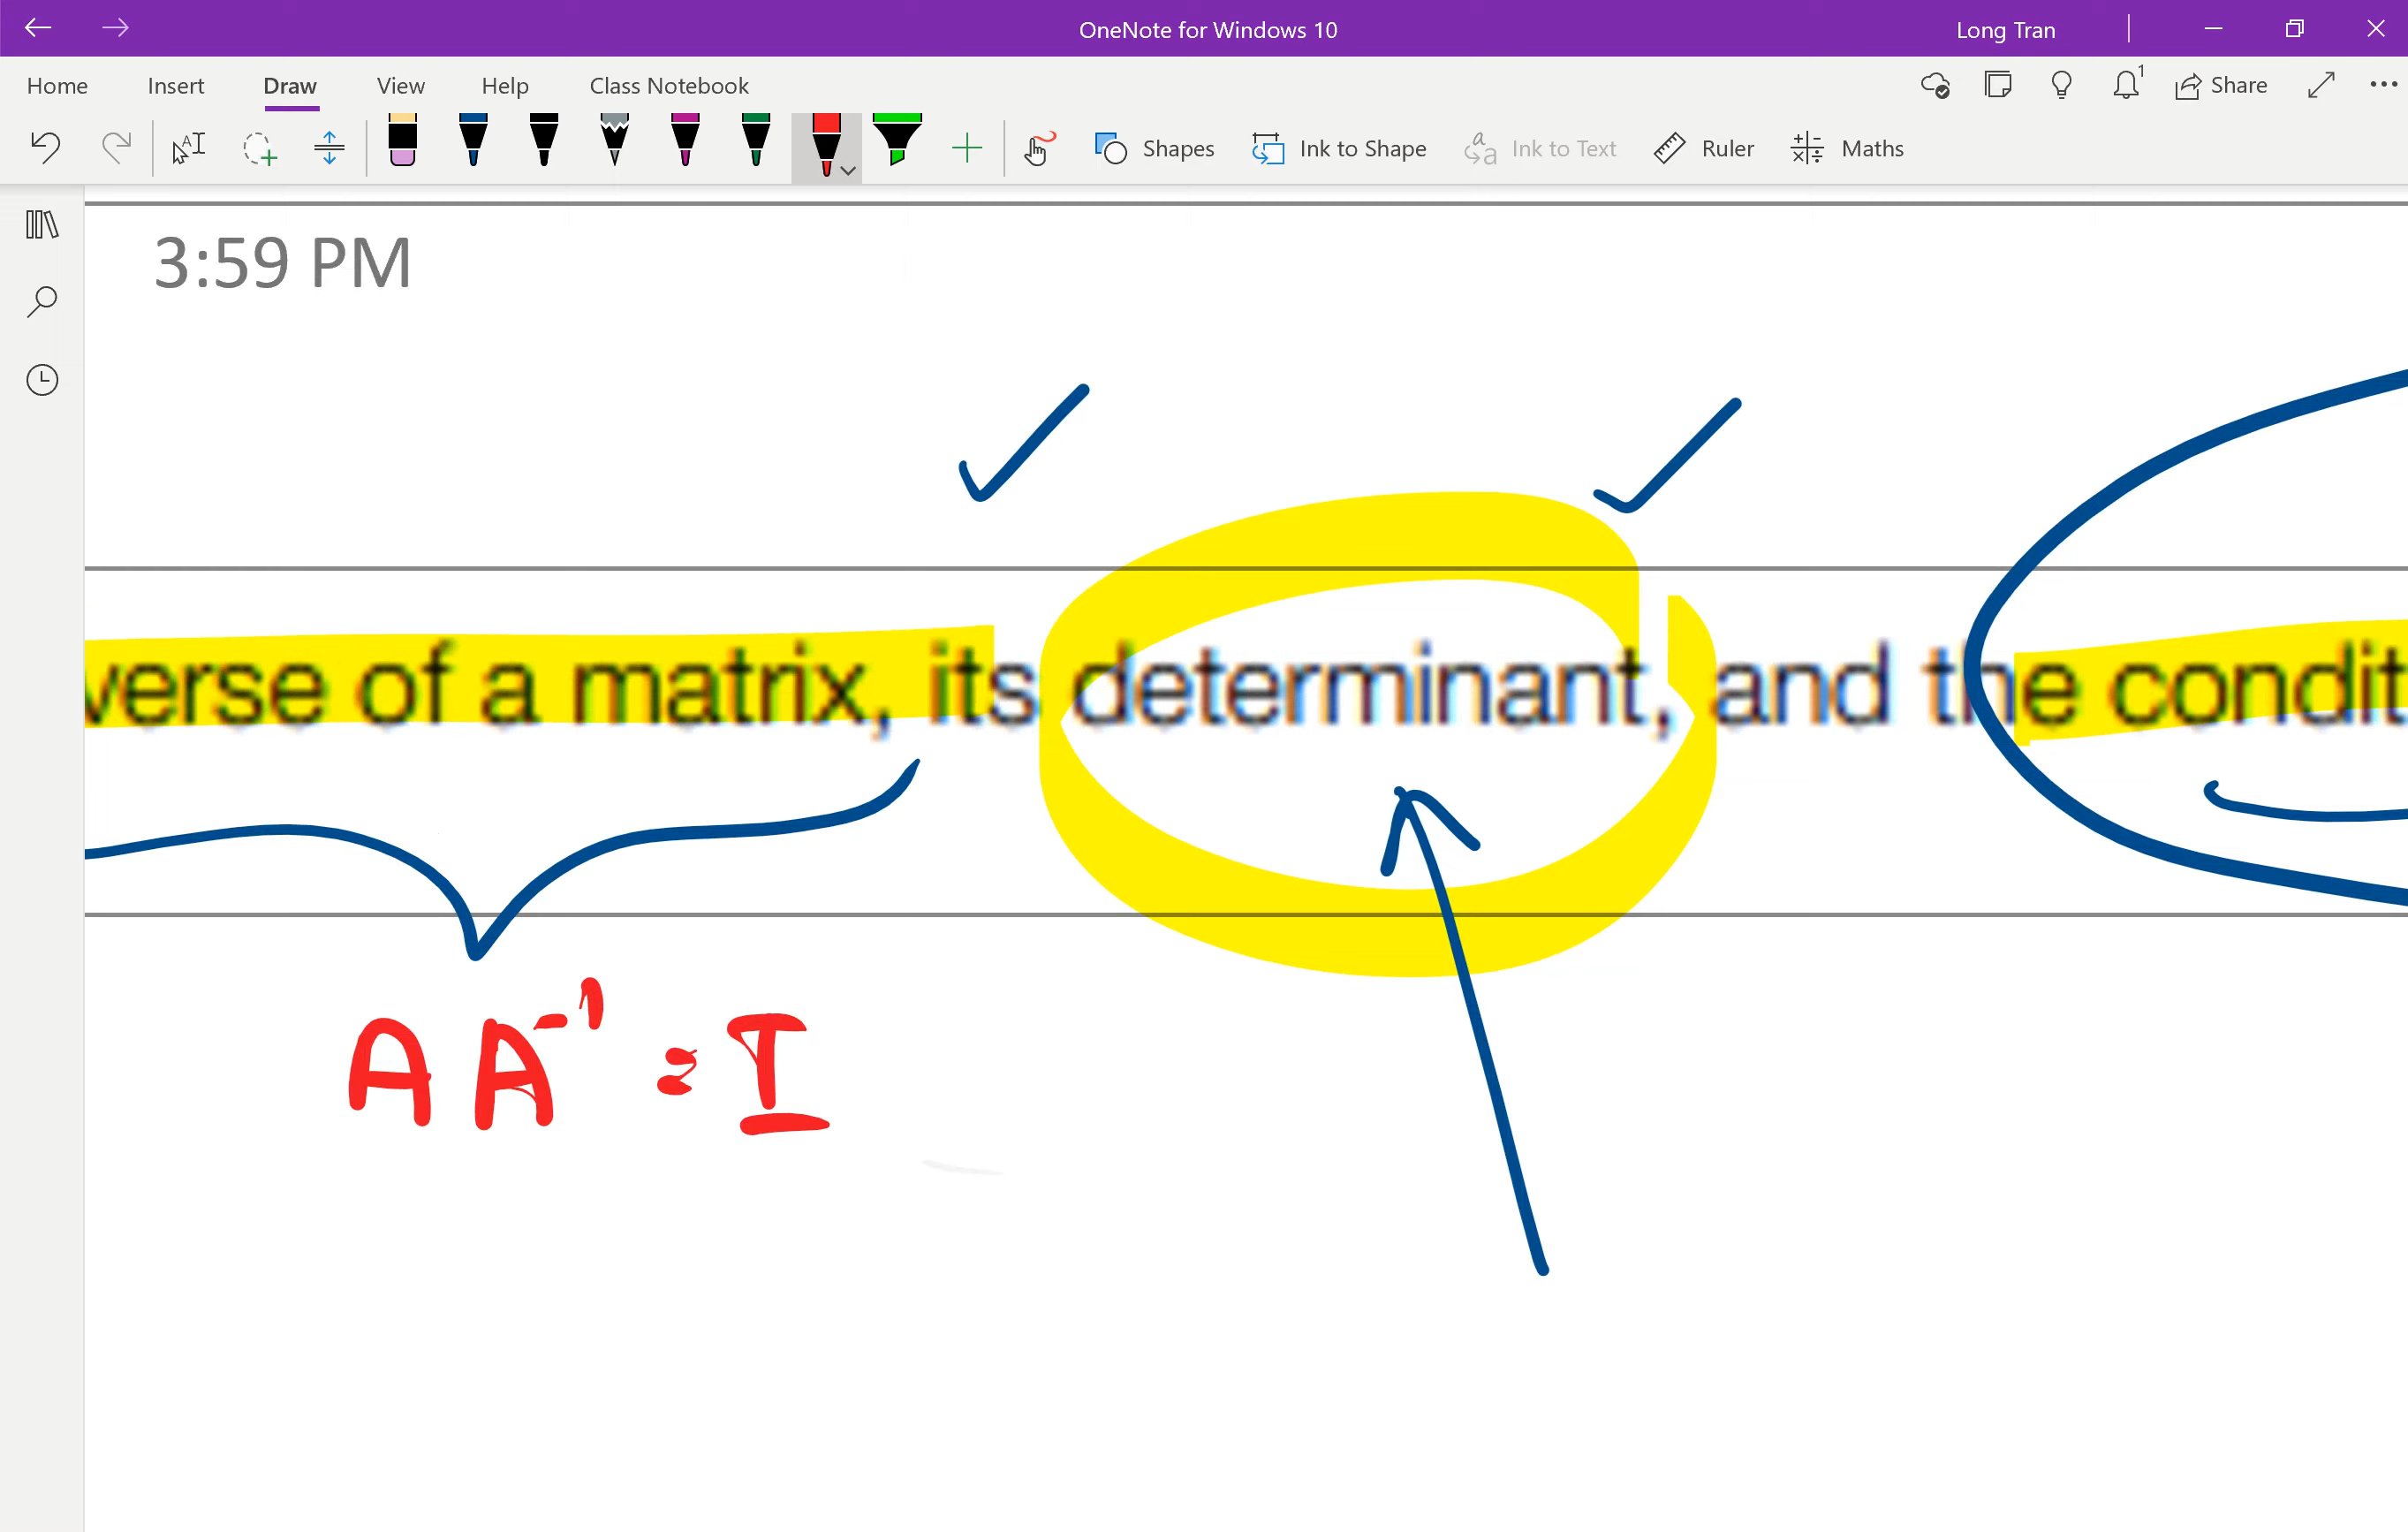 OneNote for Windows 10
Long Tran
Home Insert Draw View Help Class Notebook
1
Share
Shapes Ink to Shape Ink to Text Ruler Maths
3:59 PM
verse of a matrix, its determinant, and the condit
A A⁻¹ = I